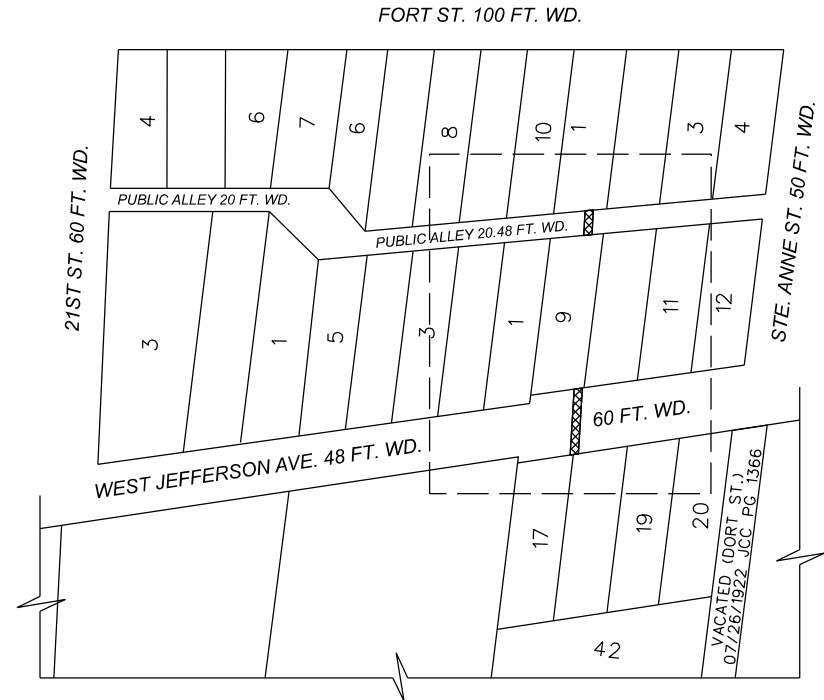 FORT ST. 100 FT. WD.
4
6
7
6
8
10
1
3
4
21ST ST. 60 FT. WD.
STE. ANNE ST. 50 FT. WD.
PUBLIC ALLEY 20 FT. WD.
PUBLIC ALLEY 20.48 FT. WD.
3
1
5
3
1
9
11
12
60 FT. WD.
WEST JEFFERSON AVE. 48 FT. WD.
17
19
20
VACATED (DORT ST.)
07/26/1922 JCC PG 1366
42